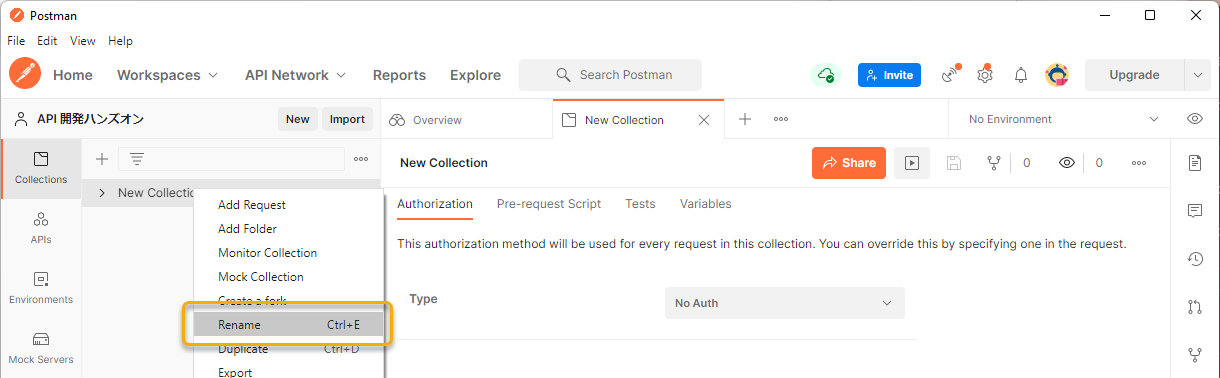 Postman
File Edit View Help
Home Workspaces API Network Reports Explore Search Postman Invite Upgrade
API 開発ハンズオン New Import Overview New Collection No Environment
Collections
New Collection Share 0 0
New Collectio
Authorization Pre-request Script Tests Variables
Add Request
Add Folder
APIs
This authorization method will be used for every request in this collection. You can override this by specifying one in the request.
Monitor Collection
Mock Collection
Environments
Create a fork
Type No Auth
Rename Ctrl+E
Duplicate Ctrl+D
Mock Servers
Export